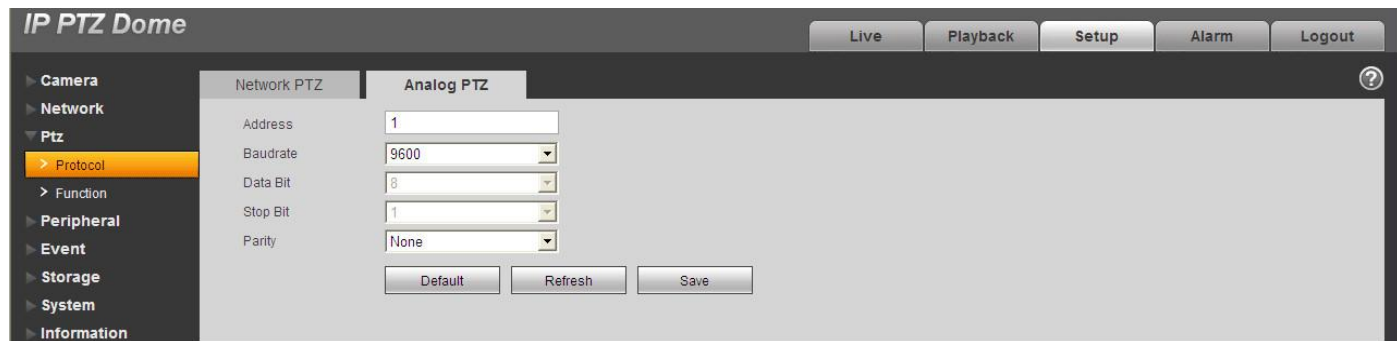 IP PTZ Dome
Live Playback Setup Alarm Logout
Camera
Network
Ptz
> Protocol
> Function
Peripheral
Event
Storage
System
Information
Network PTZ Analog PTZ ?
Address 1
Baudrate 9600
Data Bit 8
Stop Bit 1
Parity None
Default Refresh Save